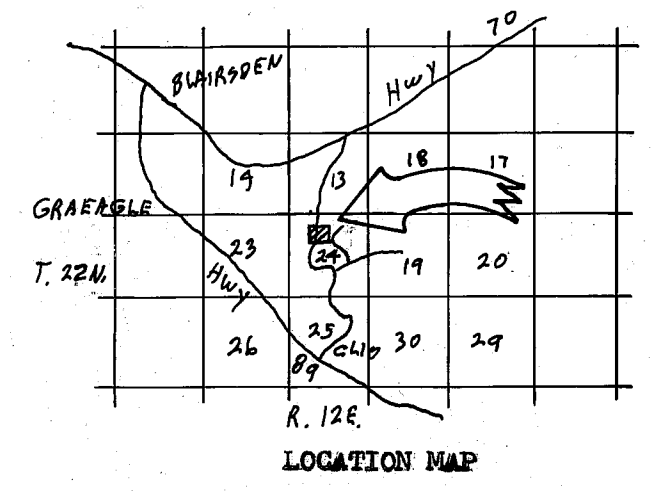 70
BLAIRSDEN
HWY
14
13
18
17
GRAEAGLE
23
24
19
20
T. 22N.
HWY
26
25
30
29
89
R. 12E.
LOCATION MAP